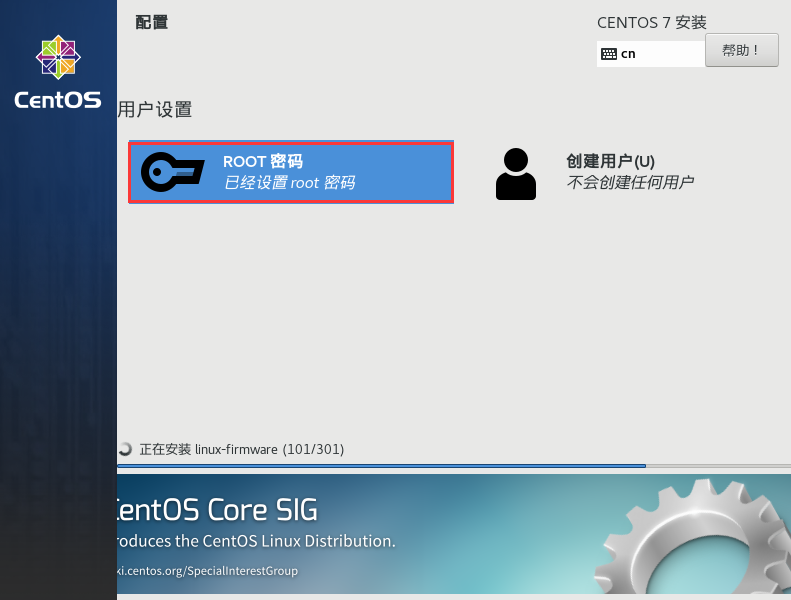 CentOS
配置
CENTOS 7 安装
cn
帮助！
用户设置
ROOT 密码
已经设置 root 密码
创建用户(U)
不会创建任何用户
正在安装 linux-firmware (101/301)
CentOS Core SIG
roduces the CentOS Linux Distribution.
ki.centos.org/SpecialInterestGroup